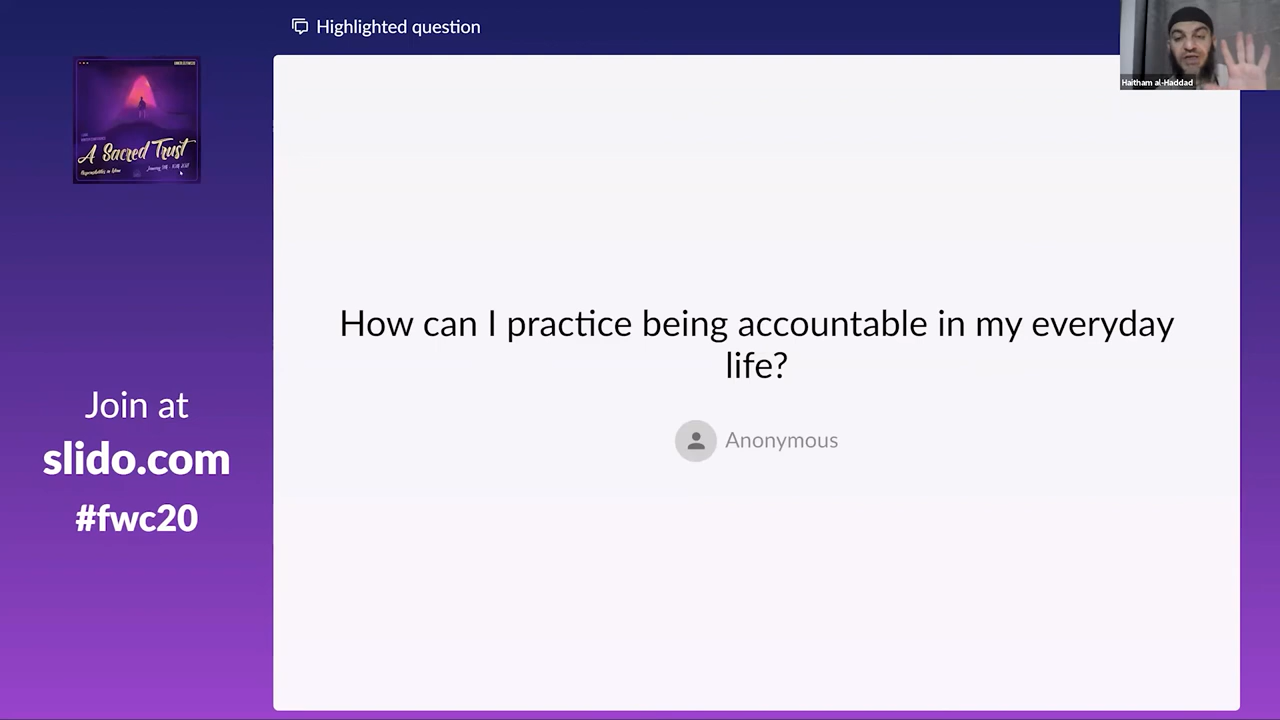 Highlighted question
Haitham al-Haddad
A Sacred Trust
How can I practice being accountable in my everyday
life?
Anonymous
Join at
slido.com
#fwc20